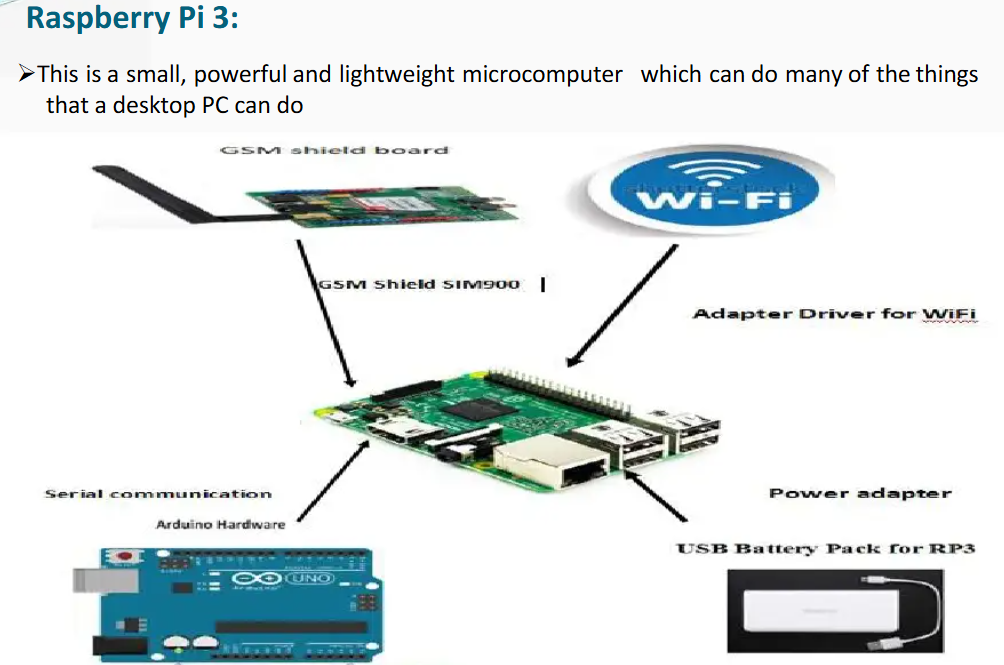 Raspberry Pi 3:
➢This is a small, powerful and lightweight microcomputer which can do many of the things
that a desktop PC can do
GSM shield board
Wi-Fi
GSM Shield SIM900
Adapter Driver for WiFi
Serial communication
Power adapter
Arduino Hardware
USB Battery Pack for RP3
UNO